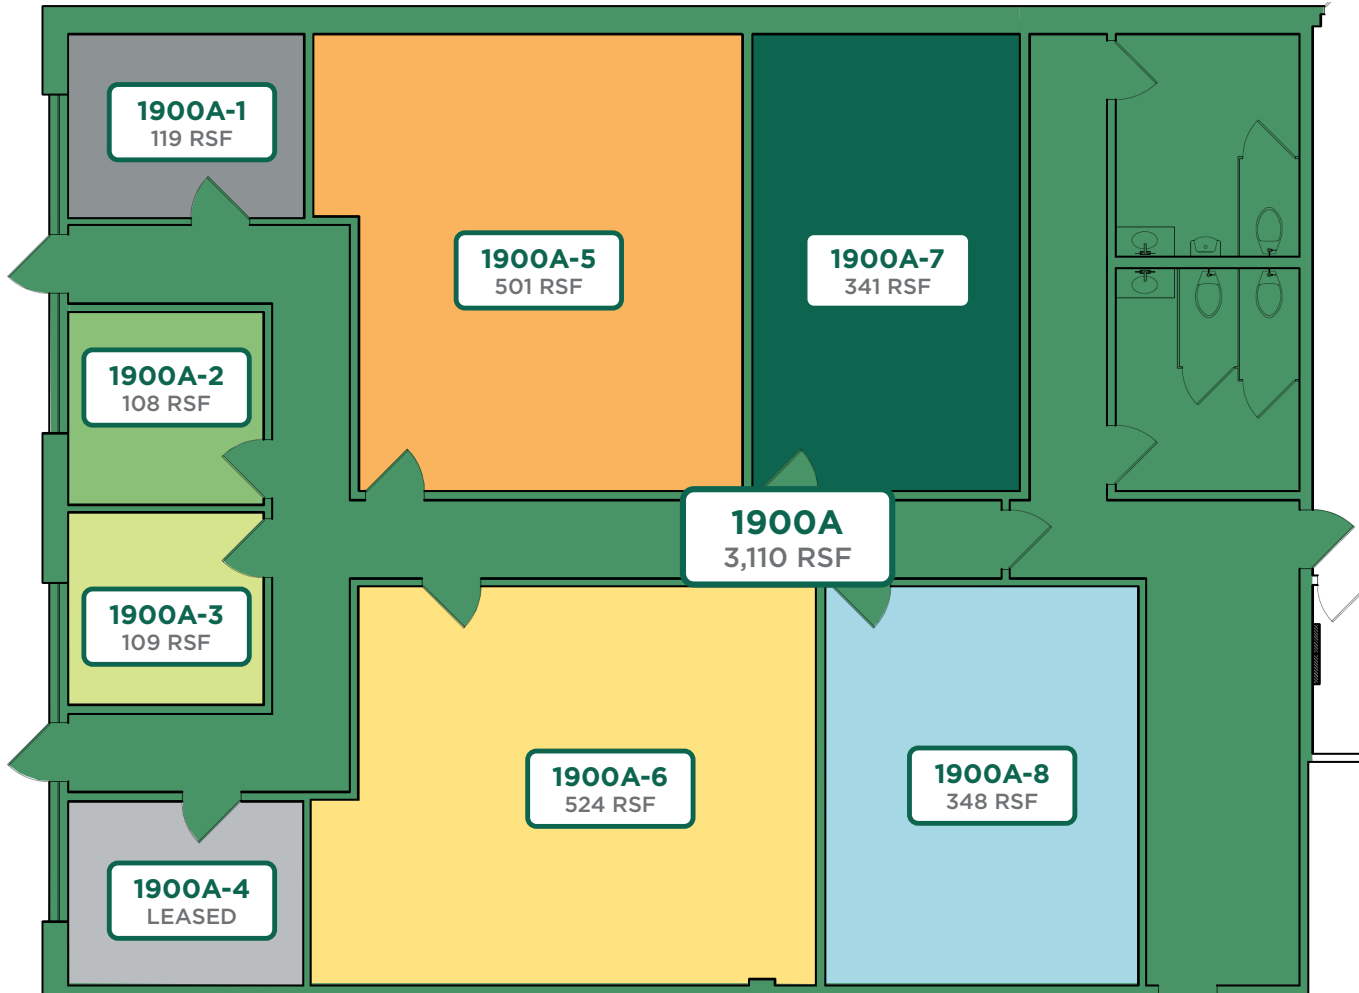 1900A-1
119 RSF
1900A-5
501 RSF
1900A-7
341 RSF
1900A-2
108 RSF
1900A
3,110 RSF
1900A-3
109 RSF
1900A-6
524 RSF
1900A-8
348 RSF
1900A-4
LEASED